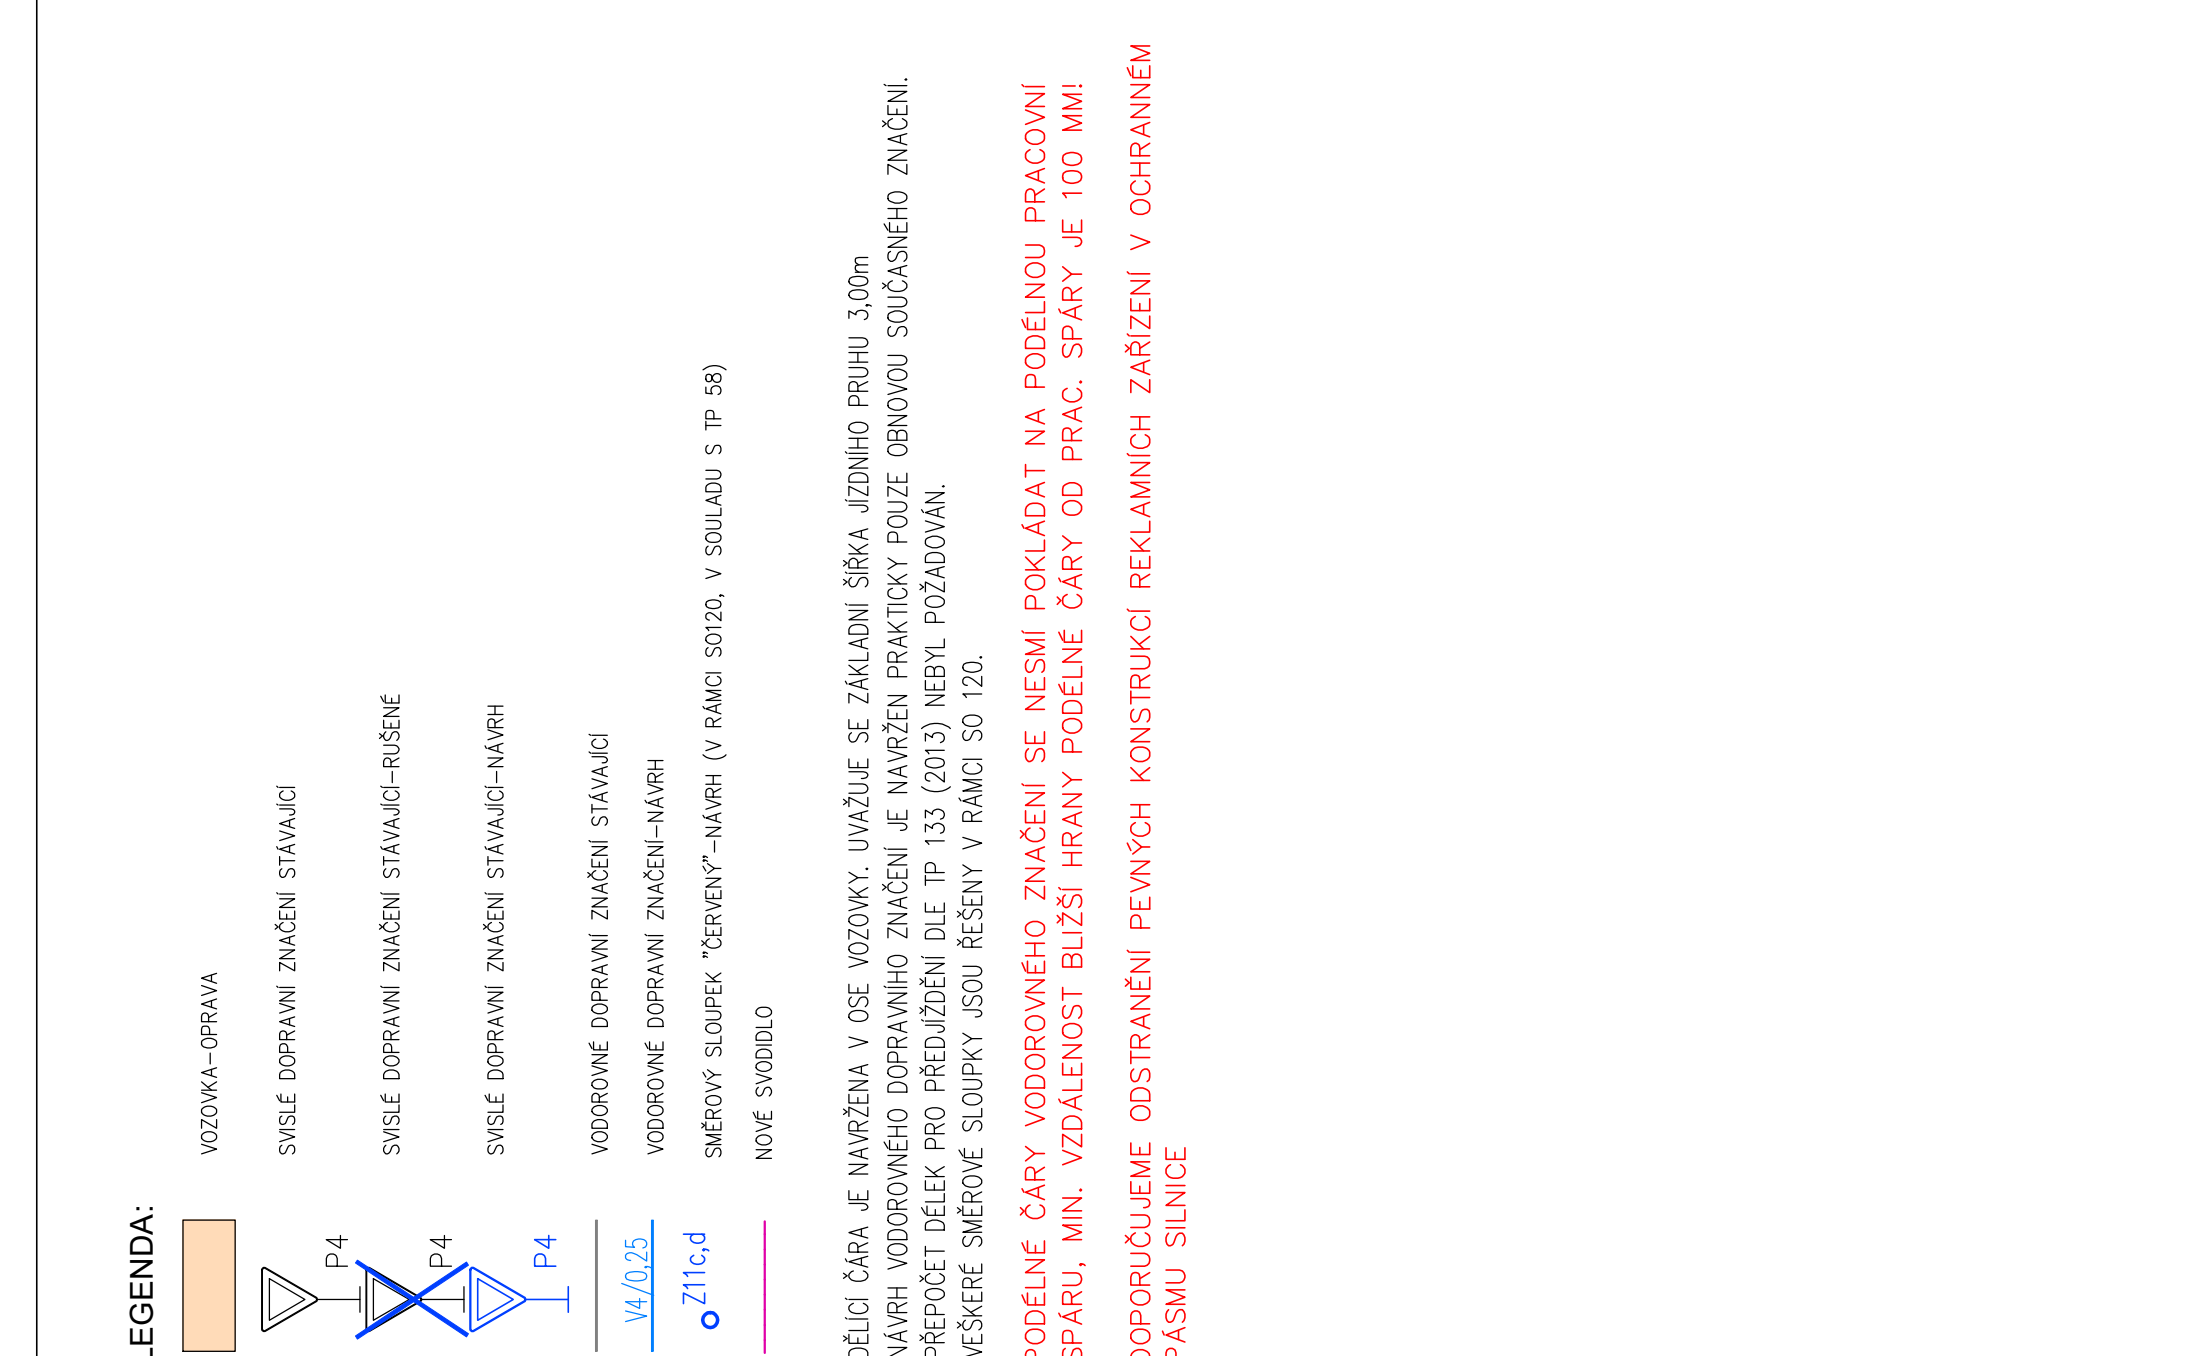 LEGENDA:
VOZOVKA-OPRAVA
P4 SVISLÉ DOPRAVNÍ ZNAČENÍ STÁVAJÍCÍ
P4 SVISLÉ DOPRAVNÍ ZNAČENÍ STÁVAJÍCÍ-RUŠENÉ
P4 SVISLÉ DOPRAVNÍ ZNAČENÍ STÁVAJÍCÍ-NÁVRH
VODOROVNÉ DOPRAVNÍ ZNAČENÍ STÁVAJÍCÍ
V4/0,25 VODOROVNÉ DOPRAVNÍ ZNAČENÍ-NÁVRH
Z11c,d SMĚROVÝ SLOUPEK "ČERVENÝ"-NÁVRH (V RÁMCI SO120, V SOULADU S TP 58)
NOVÉ SVODIDLO
DĚLÍCÍ ČÁRA JE NAVRŽENA V OSE VOZOVKY. UVAŽUJE SE ZÁKLADNÍ ŠÍŘKA JÍZDNÍHO PRUHU 3,00m
NÁVRH VODOROVNÉHO DOPRAVNÍHO ZNAČENÍ JE NAVRŽEN PRAKTICKY POUZE OBNOVOU SOUČASNÉHO ZNAČENÍ.
PŘEPOČET DÉLEK PRO PŘEDJÍŽDĚNÍ DLE TP 133 (2013) NEBYL POŽADOVÁN.
VEŠKERÉ SMĚROVÉ SLOUPKY JSOU ŘEŠENY V RÁMCI SO 120.
PODÉLNÉ ČÁRY VODOROVNÉHO ZNAČENÍ SE NESMÍ POKLÁDAT NA PODÉLNOU PRACOVNÍ
SPÁRU, MIN. VZDÁLENOST BLIŽŠÍ HRANY PODÉLNÉ ČÁRY OD PRAC. SPÁRY JE 100 MM!
DOPORUČUJEME ODSTRANĚNÍ PEVNÝCH KONSTRUKCÍ REKLAMNÍCH ZAŘÍZENÍ V OCHRANNÉM
PÁSMU SILNICE